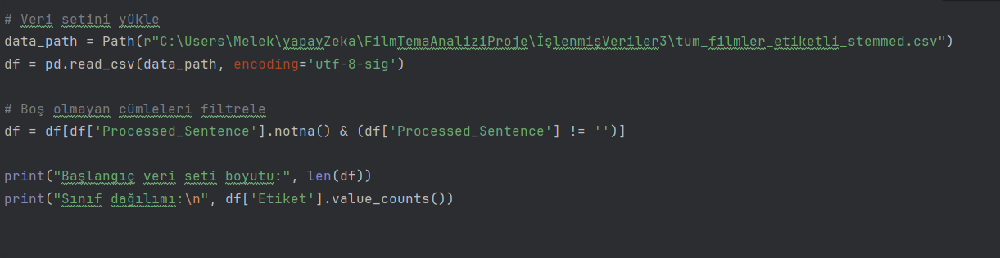 # Veri setini yükle
data_path = Path(r"C:\Users\Melek\yapayZeka\FilmTemaAnaliziProje\İşlenmişVeriler3\tum_filmler_etiketli_stemmed.csv")
df = pd.read_csv(data_path, encoding='utf-8-sig')
# Boş olmayan cümleleri filtrele
df = df[df['Processed_Sentence'].notna() & (df['Processed_Sentence'] != '')]
print("Başlangıç veri seti boyutu:", len(df))
print("Sınıf dağılımı:\n", df['Etiket'].value_counts())